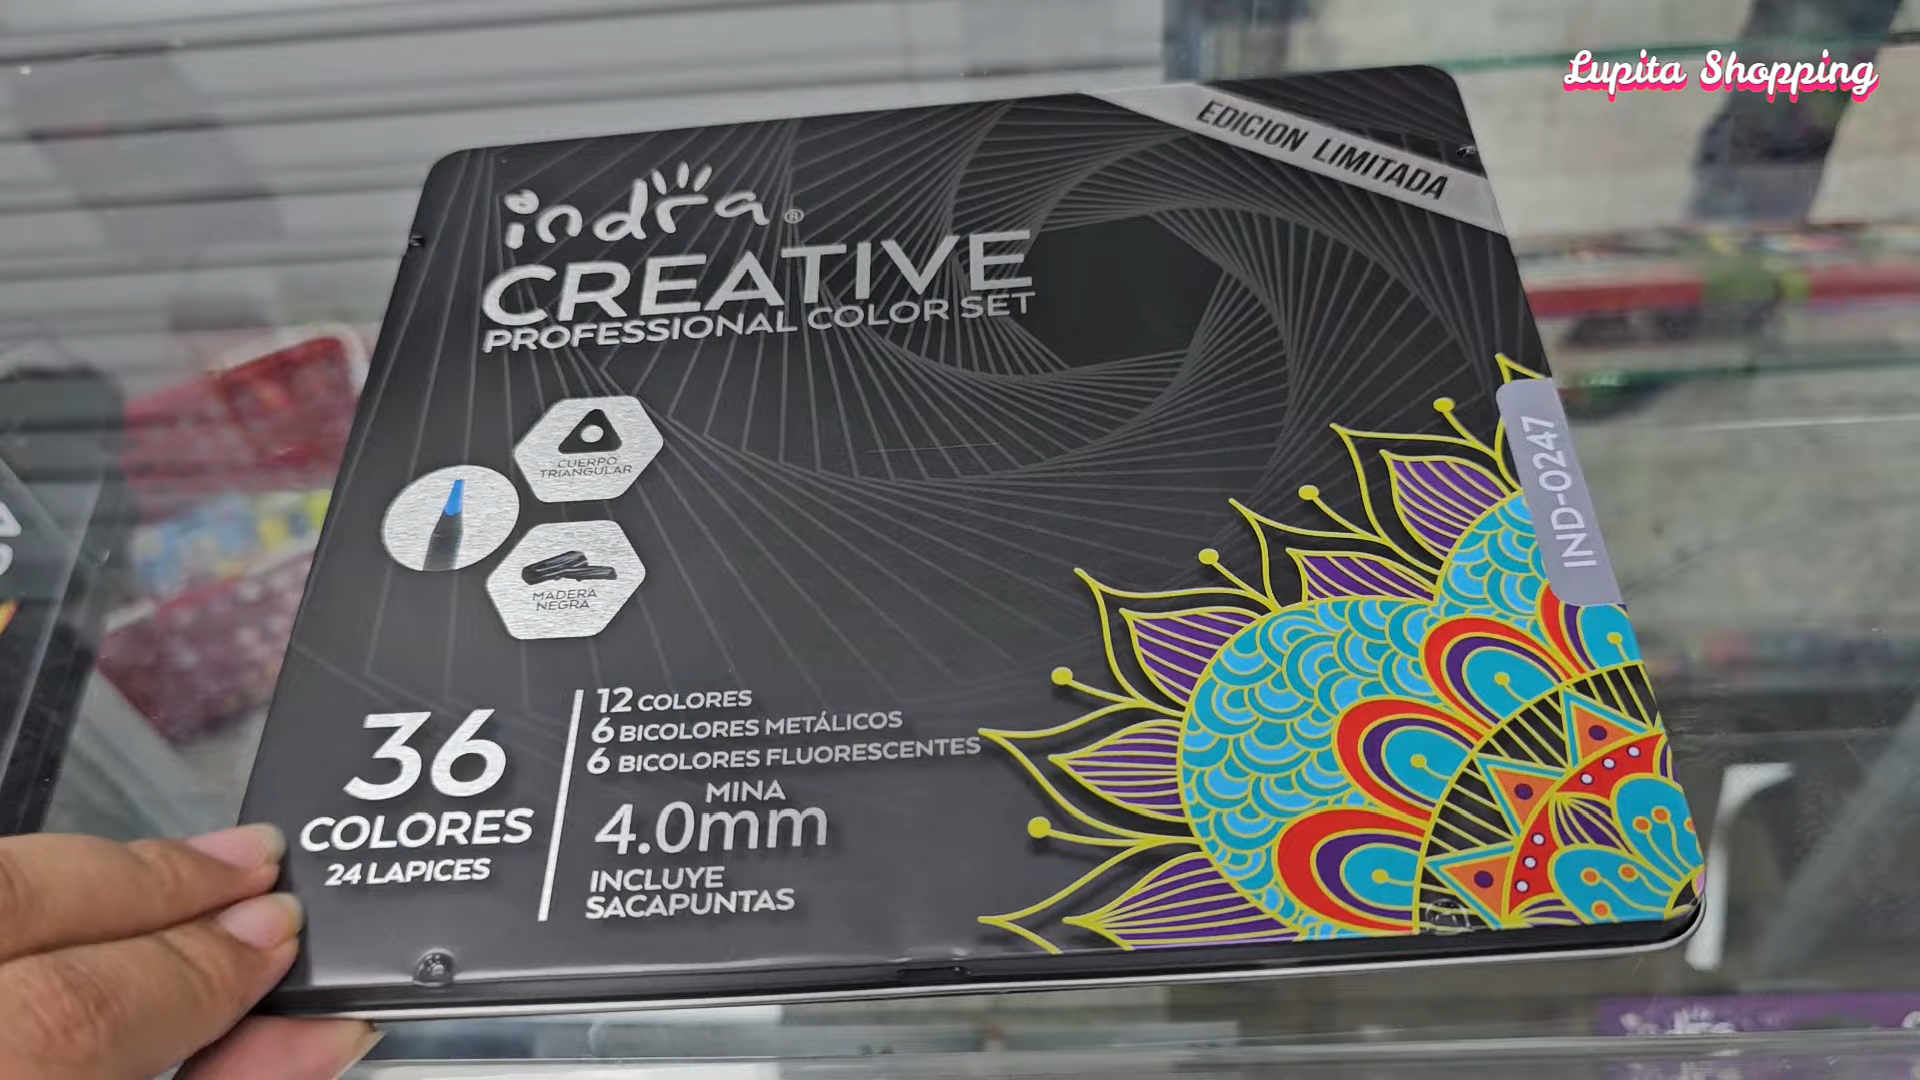 Lupita Shopping
EDICION LIMITADA
indra®
CREATIVE
PROFESSIONAL COLOR SET
CUERPO
TRIANGULAR
MADERA
NEGRA
IND-0247
36
COLORES
24 LAPICES
12 COLORES
6 BICOLORES METÁLICOS
6 BICOLORES FLUORESCENTES
MINA
4.0mm
INCLUYE
SACAPUNTAS